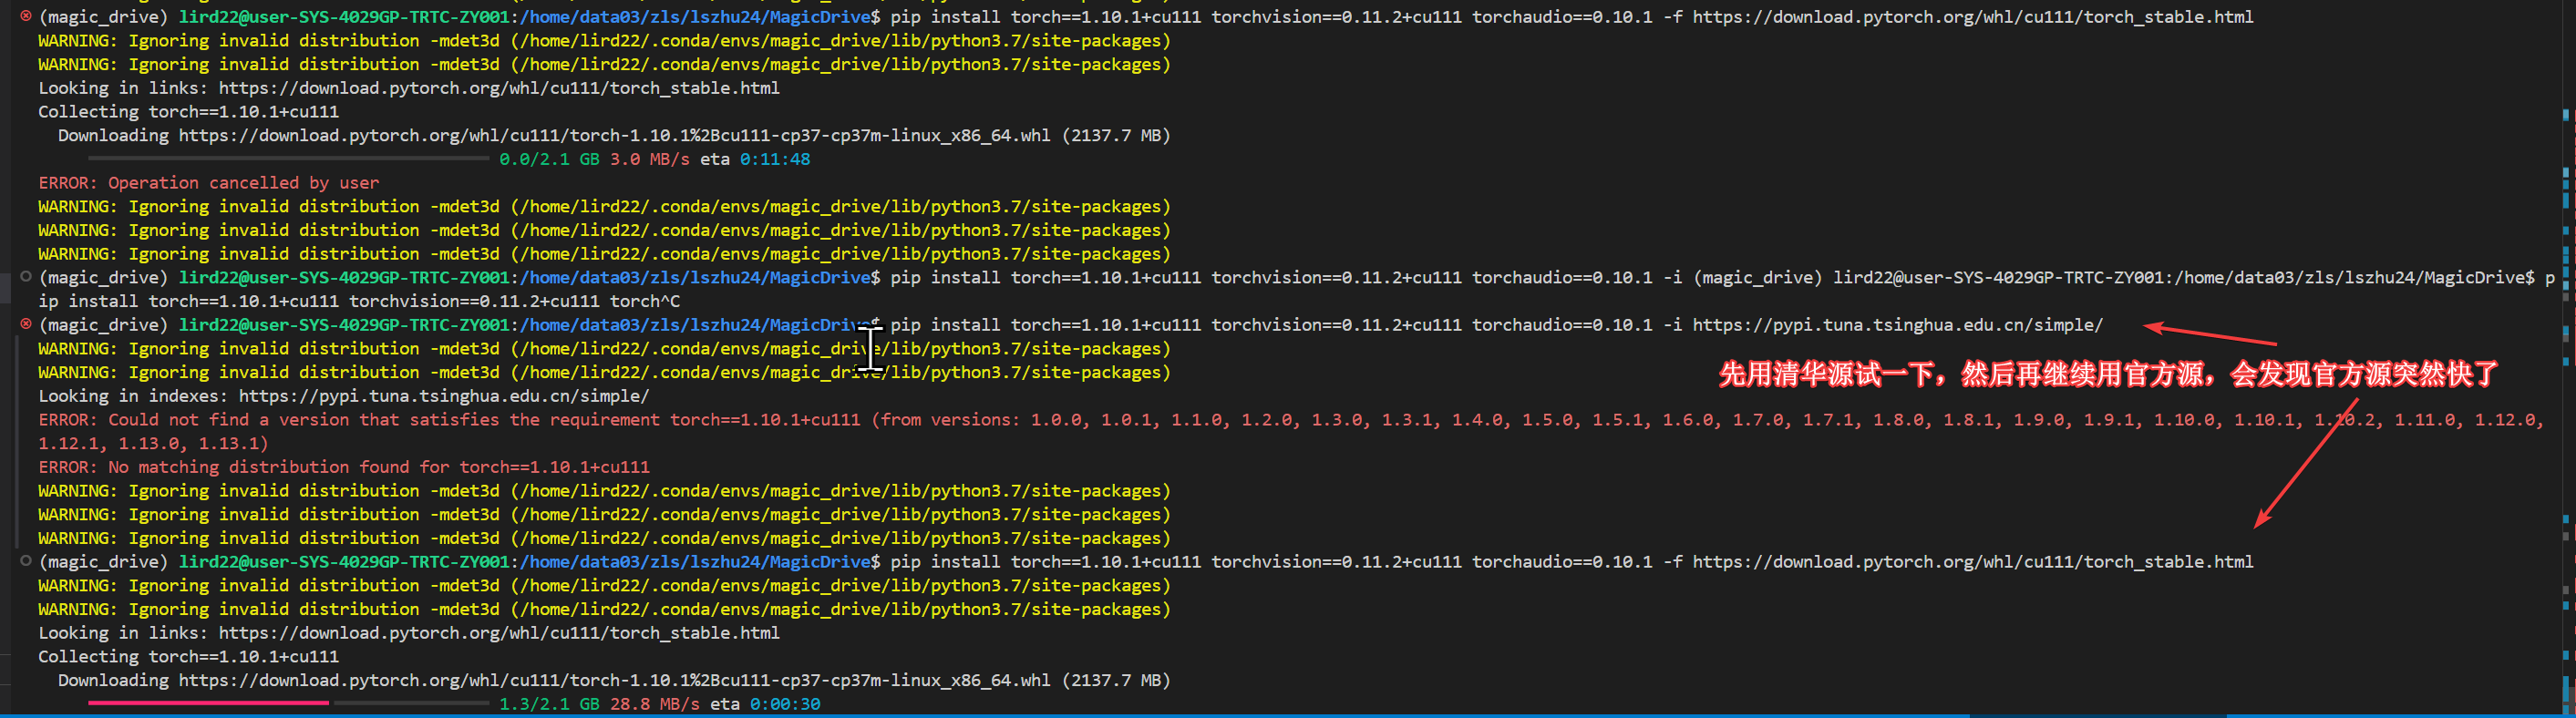 (magic_drive) lird22@user-SYS-4029GP-TRTC-ZY001:/home/data03/zls/lszhu24/MagicDrive$ pip install torch==1.10.1+cu111 torchvision==0.11.2+cu111 torchaudio==0.10.1 -f https://download.pytorch.org/whl/cu111/torch_stable.html
WARNING: Ignoring invalid distribution -mdet3d (/home/lird22/.conda/envs/magic_drive/lib/python3.7/site-packages)
WARNING: Ignoring invalid distribution -mdet3d (/home/lird22/.conda/envs/magic_drive/lib/python3.7/site-packages)
Looking in links: https://download.pytorch.org/whl/cu111/torch_stable.html
Collecting torch==1.10.1+cu111
Downloading https://download.pytorch.org/whl/cu111/torch-1.10.1%2Bcu111-cp37-cp37m-linux_x86_64.whl (2137.7 MB)
0.0/2.1 GB 3.0 MB/s eta 0:11:48
ERROR: Operation cancelled by user
WARNING: Ignoring invalid distribution -mdet3d (/home/lird22/.conda/envs/magic_drive/lib/python3.7/site-packages)
WARNING: Ignoring invalid distribution -mdet3d (/home/lird22/.conda/envs/magic_drive/lib/python3.7/site-packages)
WARNING: Ignoring invalid distribution -mdet3d (/home/lird22/.conda/envs/magic_drive/lib/python3.7/site-packages)
(magic_drive) lird22@user-SYS-4029GP-TRTC-ZY001:/home/data03/zls/lszhu24/MagicDrive$ pip install torch==1.10.1+cu111 torchvision==0.11.2+cu111 torchaudio==0.10.1 -i (magic_drive) lird22@user-SYS-4029GP-TRTC-ZY001:/home/data03/zls/lszhu24/MagicDrive$ p
ip install torch==1.10.1+cu111 torchvision==0.11.2+cu111 torch^C
(magic_drive) lird22@user-SYS-4029GP-TRTC-ZY001:/home/data03/zls/lszhu24/MagicDrive$ pip install torch==1.10.1+cu111 torchvision==0.11.2+cu111 torchaudio==0.10.1 -i https://pypi.tuna.tsinghua.edu.cn/simple/
WARNING: Ignoring invalid distribution -mdet3d (/home/lird22/.conda/envs/magic_drive/lib/python3.7/site-packages)
WARNING: Ignoring invalid distribution -mdet3d (/home/lird22/.conda/envs/magic_drive/lib/python3.7/site-packages)
先用清华源试一下，然后再继续用官方源，会发现官方源突然快了
Looking in indexes: https://pypi.tuna.tsinghua.edu.cn/simple/
ERROR: Could not find a version that satisfies the requirement torch==1.10.1+cu111 (from versions: 1.0.0, 1.0.1, 1.1.0, 1.2.0, 1.3.0, 1.3.1, 1.4.0, 1.5.0, 1.5.1, 1.6.0, 1.7.0, 1.7.1, 1.8.0, 1.8.1, 1.9.0, 1.9.1, 1.10.0, 1.10.1, 1.10.2, 1.11.0, 1.12.0,
1.12.1, 1.13.0, 1.13.1)
ERROR: No matching distribution found for torch==1.10.1+cu111
WARNING: Ignoring invalid distribution -mdet3d (/home/lird22/.conda/envs/magic_drive/lib/python3.7/site-packages)
WARNING: Ignoring invalid distribution -mdet3d (/home/lird22/.conda/envs/magic_drive/lib/python3.7/site-packages)
WARNING: Ignoring invalid distribution -mdet3d (/home/lird22/.conda/envs/magic_drive/lib/python3.7/site-packages)
(magic_drive) lird22@user-SYS-4029GP-TRTC-ZY001:/home/data03/zls/lszhu24/MagicDrive$ pip install torch==1.10.1+cu111 torchvision==0.11.2+cu111 torchaudio==0.10.1 -f https://download.pytorch.org/whl/cu111/torch_stable.html
WARNING: Ignoring invalid distribution -mdet3d (/home/lird22/.conda/envs/magic_drive/lib/python3.7/site-packages)
WARNING: Ignoring invalid distribution -mdet3d (/home/lird22/.conda/envs/magic_drive/lib/python3.7/site-packages)
Looking in links: https://download.pytorch.org/whl/cu111/torch_stable.html
Collecting torch==1.10.1+cu111
Downloading https://download.pytorch.org/whl/cu111/torch-1.10.1%2Bcu111-cp37-cp37m-linux_x86_64.whl (2137.7 MB)
1.3/2.1 GB 28.8 MB/s eta 0:00:30